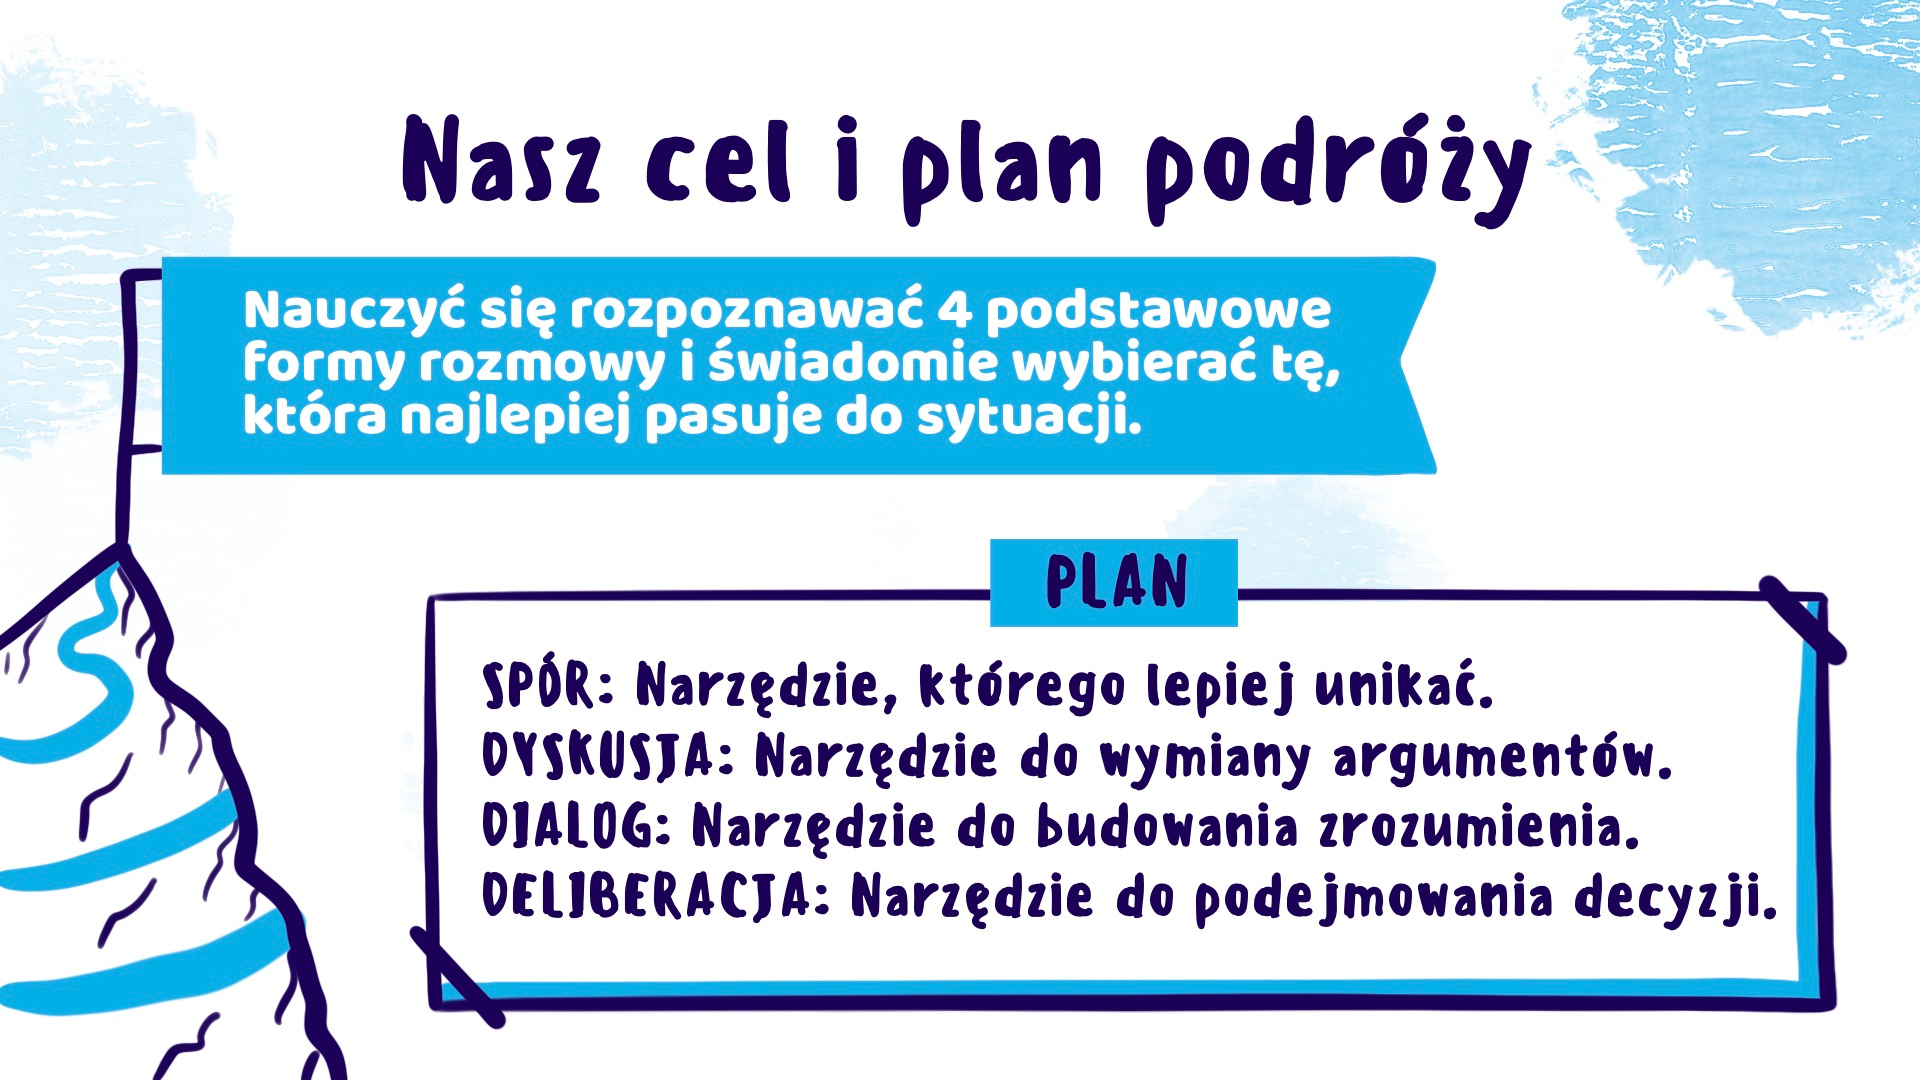 Nasz cel i plan podróży
Nauczyć się rozpoznawać 4 podstawowe
formy rozmowy i świadomie wybierać tę,
która najlepiej pasuje do sytuacji.
PLAN
SPÓR: Narzędzie, którego lepiej unikać.
DYSKUSJA: Narzędzie do wymiany argumentów.
DIALOG: Narzędzie do budowania zrozumienia.
DELIBERACJA: Narzędzie do podejmowania decyzji.